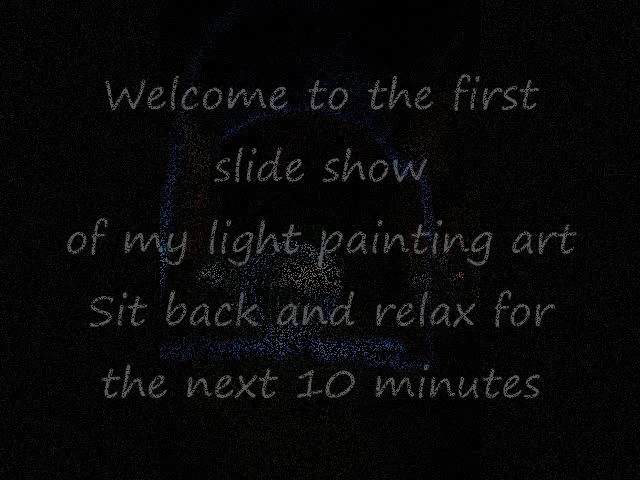 Welcome to the first
slide show
of my light painting art
Sit back and relax for
the next 10 minutes